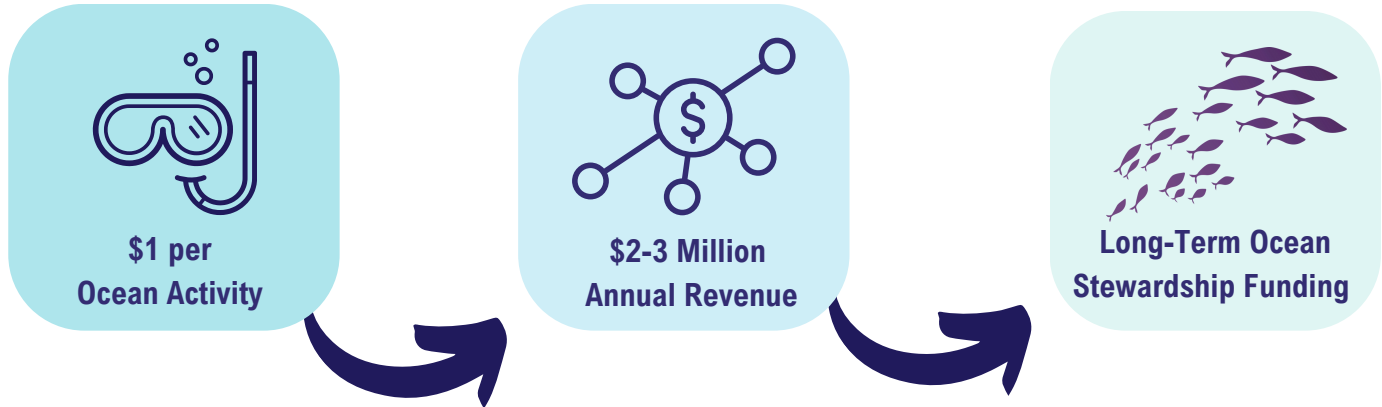 $1 per
Ocean Activity
$
$2-3 Million
Annual Revenue
Long-Term Ocean
Stewardship Funding